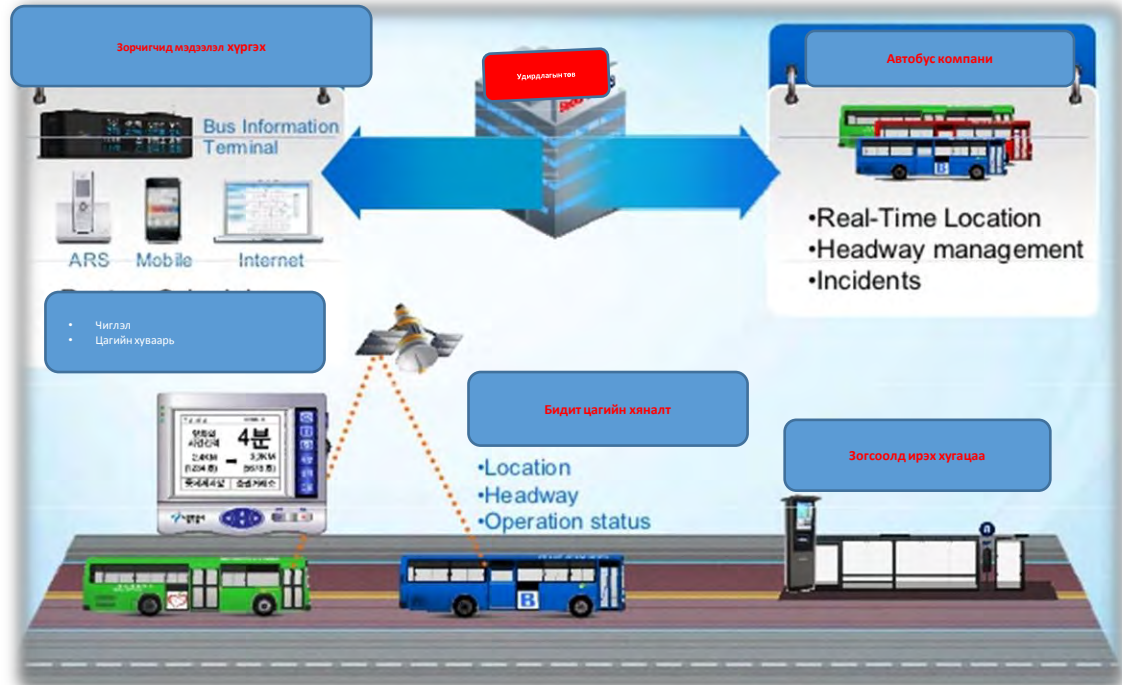 Зорчигчид мэдээлэл хүргэх
Удирдлагын төв
Автобус компани
Bus Information
Terminal
ARS Mobile Internet
•Real-Time Location
•Headway management
•Incidents
• Чиглэл
• Цагийн хуваарь
4분
Бидит цагийн хяналт
•Location
•Headway
•Operation status
Зогсоолд ирэх хугацаа
B
B